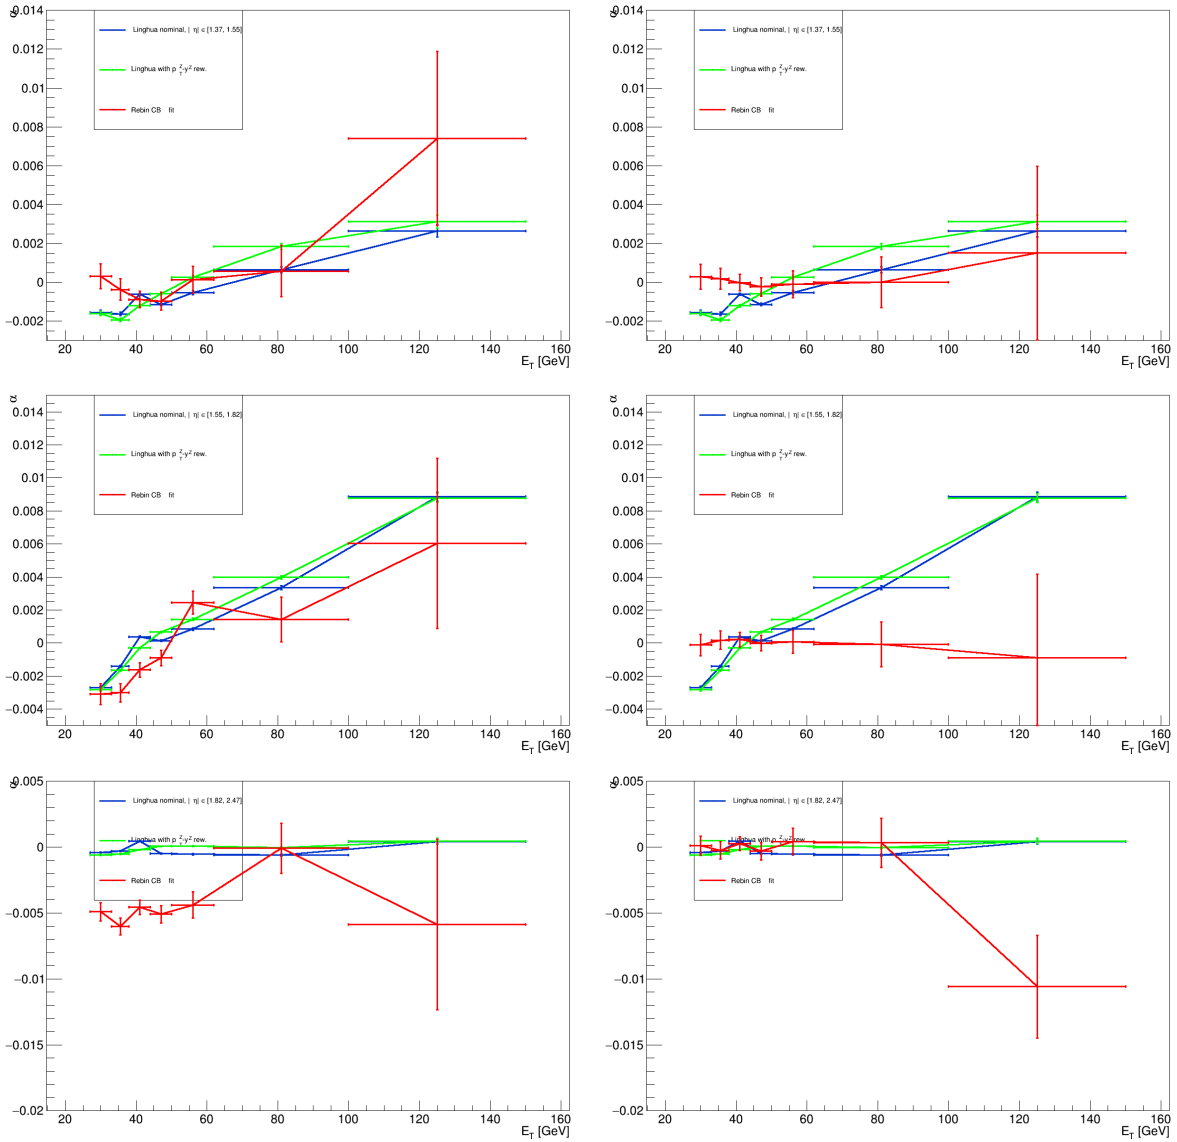 α
0.014
0.012
0.01
0.008
0.006
0.004
0.002
0
−0.002
Linghua nominal, | η| ∈ [1.37, 1.55]
Linghua with p_T^Z-y^Z rew.
Rebin CB fit
20 40 60 80 100 120 140 160
E_T [GeV]
α
0.014
0.012
0.01
0.008
0.006
0.004
0.002
0
−0.002
Linghua nominal, | η| ∈ [1.37, 1.55]
Linghua with p_T^Z-y^Z rew.
Rebin CB fit
20 40 60 80 100 120 140 160
E_T [GeV]
α
0.014
0.012
0.01
0.008
0.006
0.004
0.002
0
−0.002
−0.004
Linghua nominal, | η| ∈ [1.55, 1.82]
Linghua with p_T^Z-y^Z rew.
Rebin CB fit
20 40 60 80 100 120 140 160
E_T [GeV]
α
0.014
0.012
0.01
0.008
0.006
0.004
0.002
0
−0.002
−0.004
Linghua nominal, | η| ∈ [1.55, 1.82]
Linghua with p_T^Z-y^Z rew.
Rebin CB fit
20 40 60 80 100 120 140 160
E_T [GeV]
α
0.005
0
−0.005
−0.01
−0.015
−0.02
Linghua nominal, | η| ∈ [1.82, 2.47]
Linghua with p_T^Z-y^Z rew.
Rebin CB fit
20 40 60 80 100 120 140 160
E_T [GeV]
α
0.005
0
−0.005
−0.01
−0.015
−0.02
Linghua nominal, | η| ∈ [1.82, 2.47]
Linghua with p_T^Z-y^Z rew.
Rebin CB fit
20 40 60 80 100 120 140 160
E_T [GeV]